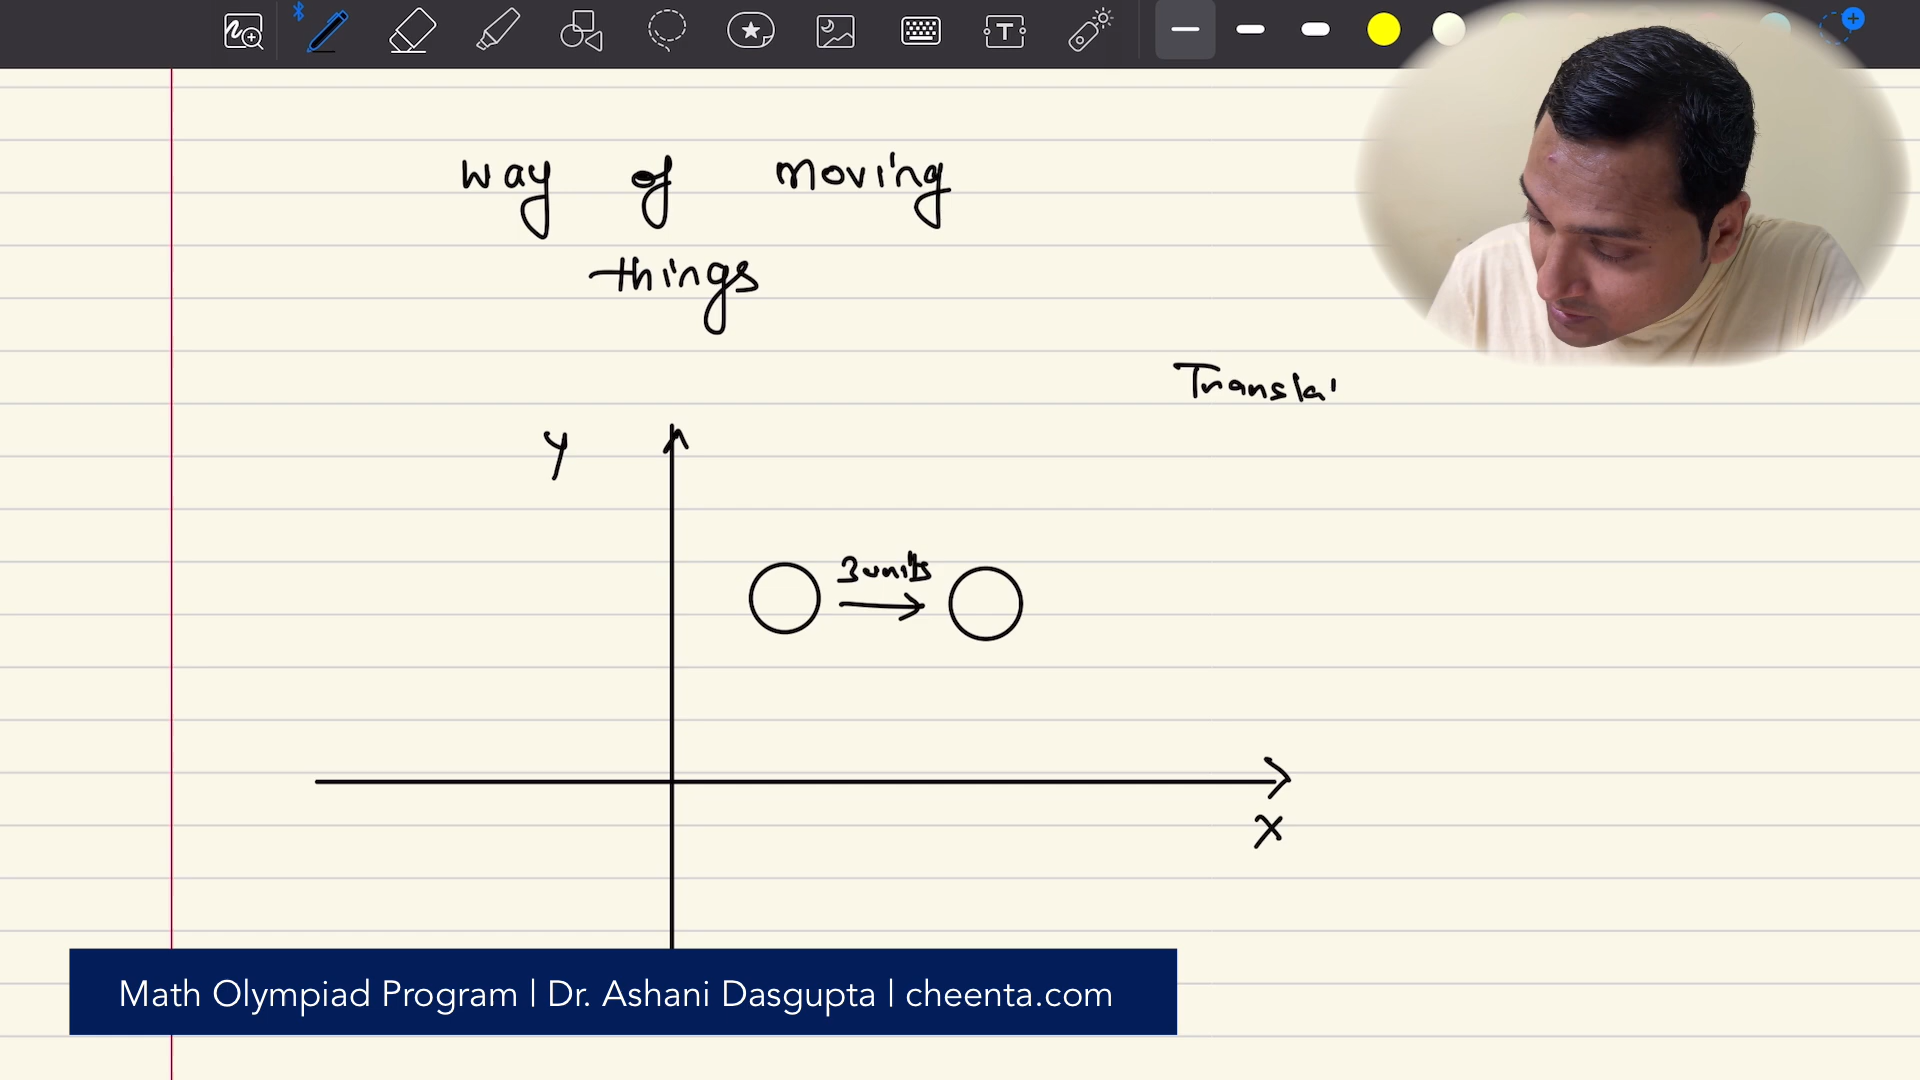 way of moving
things
Translat
y
3 units
x
Math Olympiad Program | Dr. Ashani Dasgupta | cheenta.com